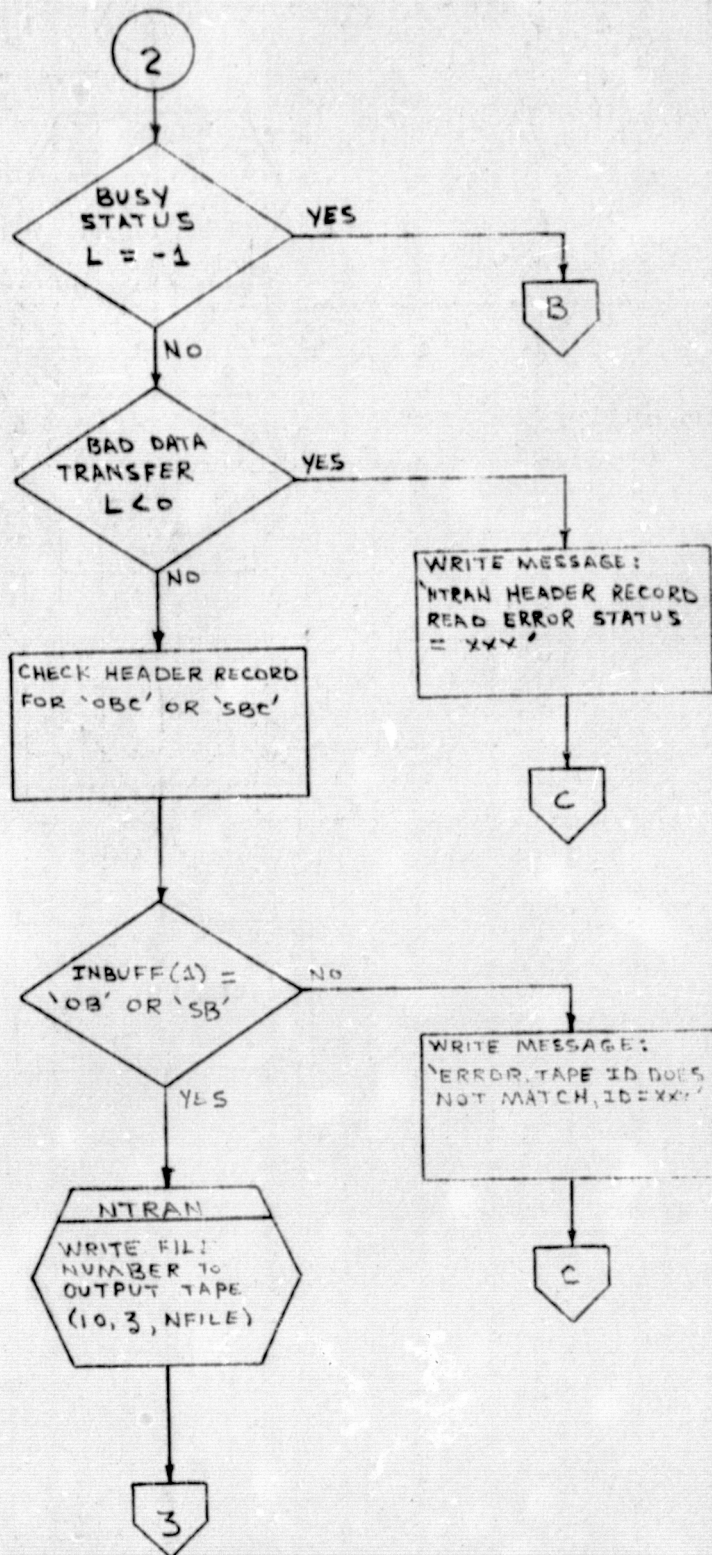 2
BUSY
STATUS
L = -1
YES
B
NO
BAD DATA
TRANSFER
L < 0
YES
WRITE MESSAGE:
'NTRAN HEADER RECORD
READ ERROR STATUS
= XXX'
NO
CHECK HEADER RECORD
FOR 'OBC' OR 'SBC'
C
INBUFF(1) =
'OB' OR 'SB'
NO
WRITE MESSAGE:
'ERROR, TAPE ID DOES
NOT MATCH, ID=XXX'
YES
NTRAN
WRITE FILE
NUMBER TO
OUTPUT TAPE
(10, 3, NFILE)
C
3